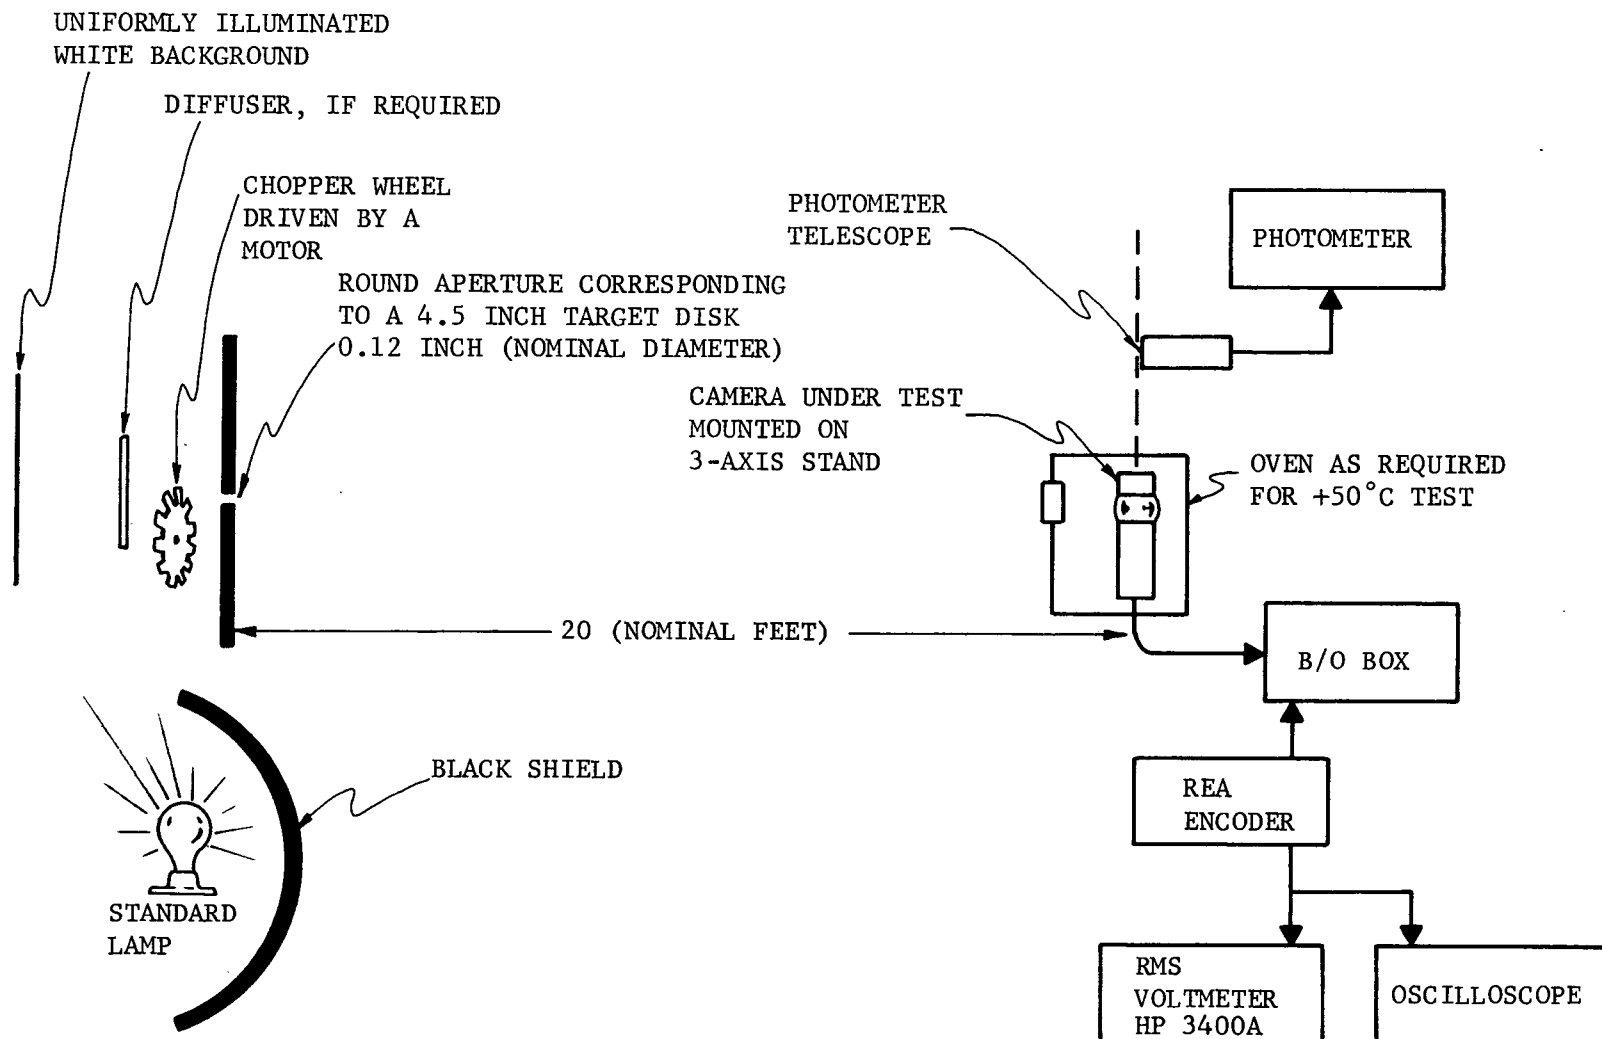 UNIFORMLY ILLUMINATED
WHITE BACKGROUND
DIFFUSER, IF REQUIRED
CHOPPER WHEEL
DRIVEN BY A
MOTOR
ROUND APERTURE CORRESPONDING
TO A 4.5 INCH TARGET DISK
0.12 INCH (NOMINAL DIAMETER)
PHOTOMETER
TELESCOPE
PHOTOMETER
CAMERA UNDER TEST
MOUNTED ON
3-AXIS STAND
OVEN AS REQUIRED
FOR +50°C TEST
20 (NOMINAL FEET)
B/O BOX
BLACK SHIELD
REA
ENCODER
STANDARD
LAMP
RMS
VOLTMETER
HP 3400A
OSCILLOSCOPE